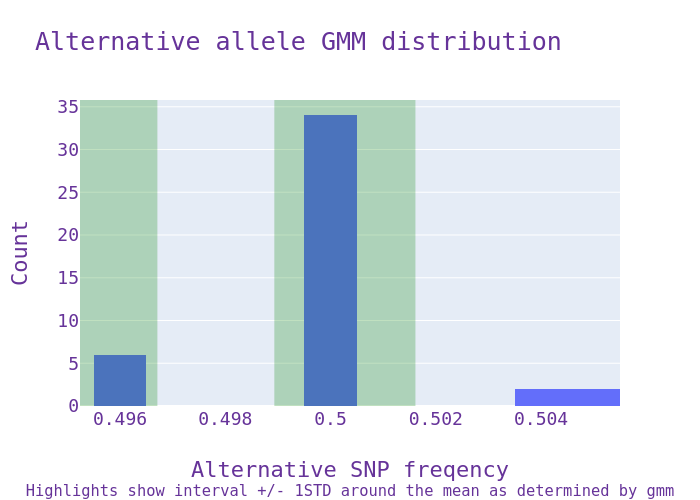 Alternative allele GMM distribution
35
30
25
20
15
10
5
0
Count
0.496 0.498 0.5 0.502 0.504
Alternative SNP freqency
Highlights show interval +/- 1STD around the mean as determined by gmm